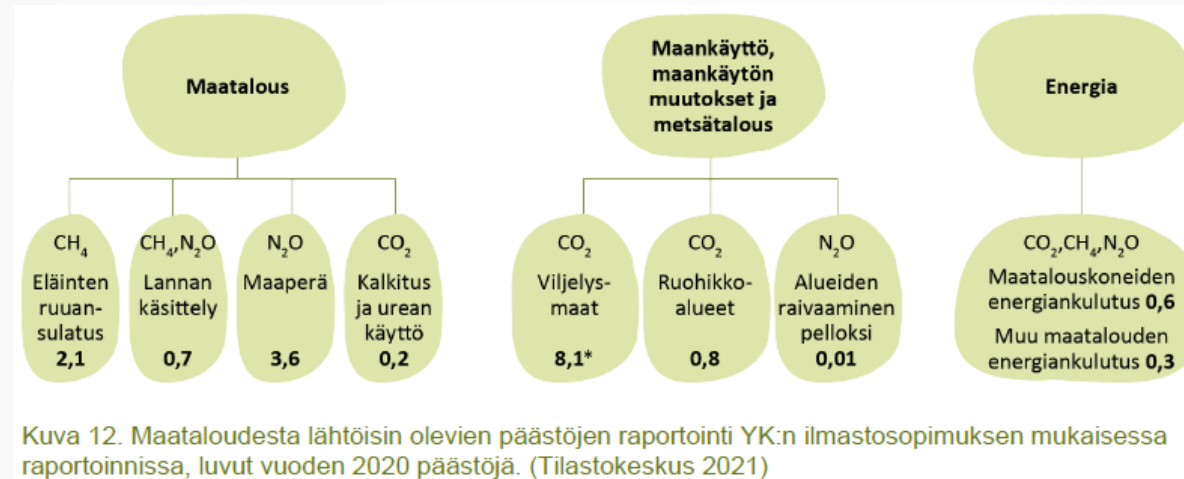 Maatalous
Maankäyttö,
maankäytön
muutokset ja
metsätalous
Energia
CH₄
Eläinten
ruuan-
sulatus
2,1
CH₄,N₂O
Lannan
käsittely
0,7
N₂O
Maaperä
3,6
CO₂
Kalkitus
ja urean
käyttö
0,2
CO₂
Viljelys-
maat
8,1*
CO₂
Ruohikko-
alueet
0,8
N₂O
Alueiden
raivaaminen
pelloksi
0,01
CO₂,CH₄,N₂O
Maatalouskoneiden
energiankulutus 0,6
Muu maatalouden
energiankulutus 0,3
Kuva 12. Maataloudesta lähtöisin olevien päästöjen raportointi YK:n ilmastosopimuksen mukaisessa
raportoinnissa, luvut vuoden 2020 päästöjä. (Tilastokeskus 2021)